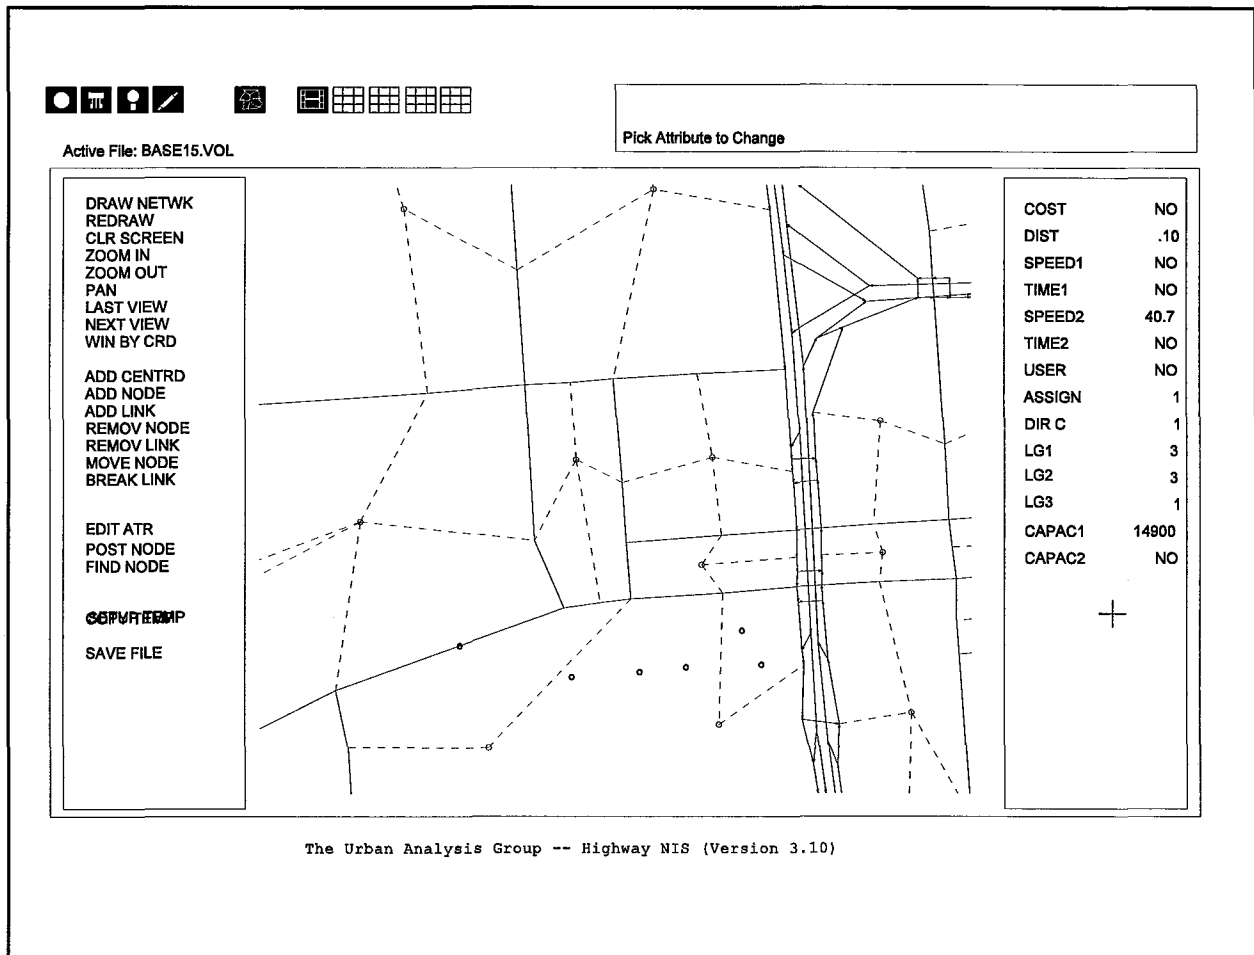 Pick Attribute to Change
Active File: BASE15.VOL
DRAW NETWK
REDRAW
CLR SCREEN
ZOOM IN
ZOOM OUT
PAN
LAST VIEW
NEXT VIEW
WIN BY CRD
ADD CENTRD
ADD NODE
ADD LINK
REMOV NODE
REMOV LINK
MOVE NODE
BREAK LINK
EDIT ATR
POST NODE
FIND NODE
SAVE FILE
COST NO
DIST .10
SPEED1 NO
TIME1 NO
SPEED2 40.7
TIME2 NO
USER NO
ASSIGN 1
DIR C 1
LG1 3
LG2 3
LG3 1
CAPAC1 14900
CAPAC2 NO
The Urban Analysis Group -- Highway NIS (Version 3.10)